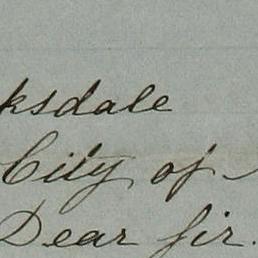 ksdale
City of
Dear Sir.